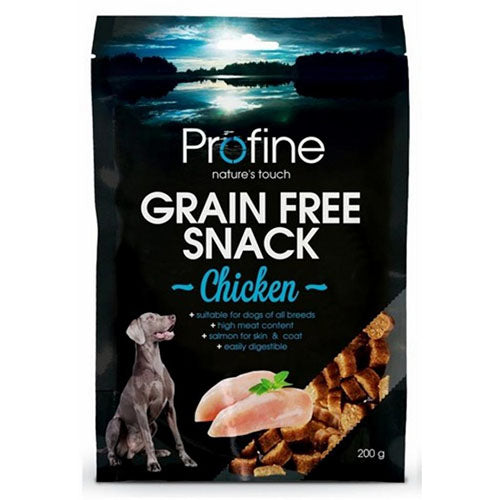 Profine
nature's touch
GRAIN FREE
SNACK
~ Chicken ~
+ suitable for dogs of all breeds
+ high meat content
+ salmon for skin & coat
+ easily digestible
200 g